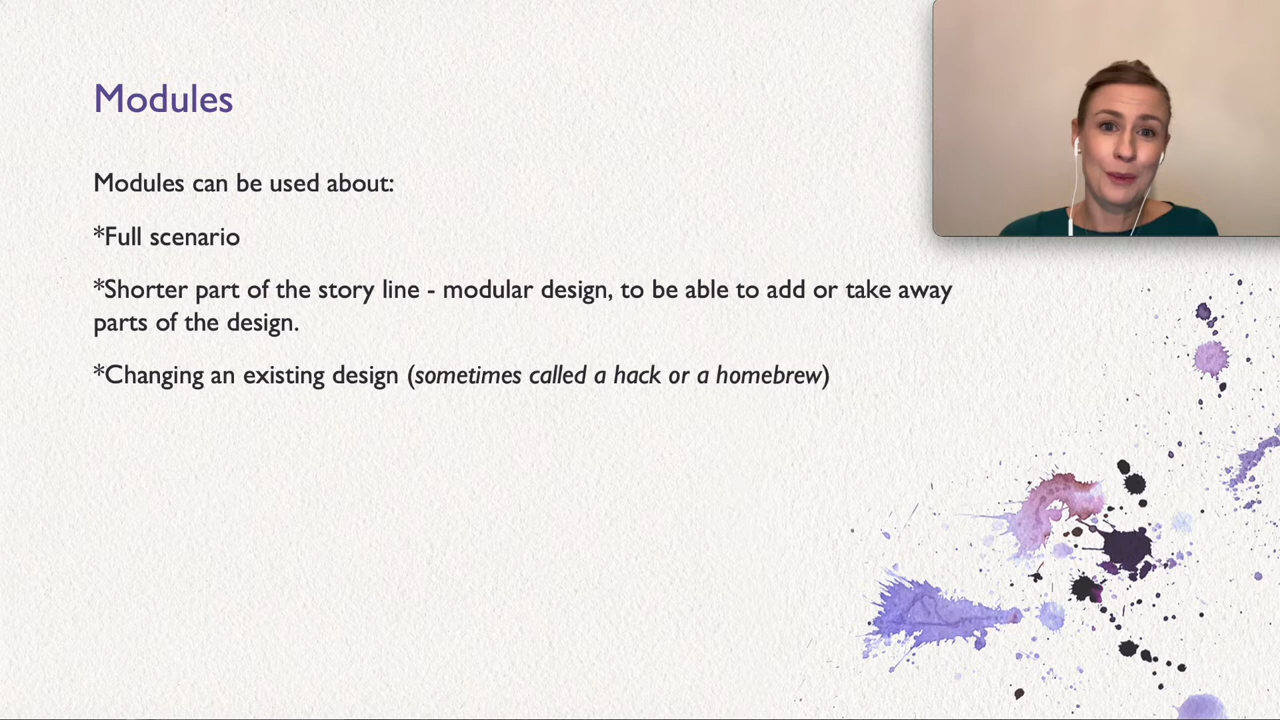 Modules
Modules can be used about:
*Full scenario
*Shorter part of the story line - modular design, to be able to add or take away
parts of the design.
*Changing an existing design (sometimes called a hack or a homebrew)